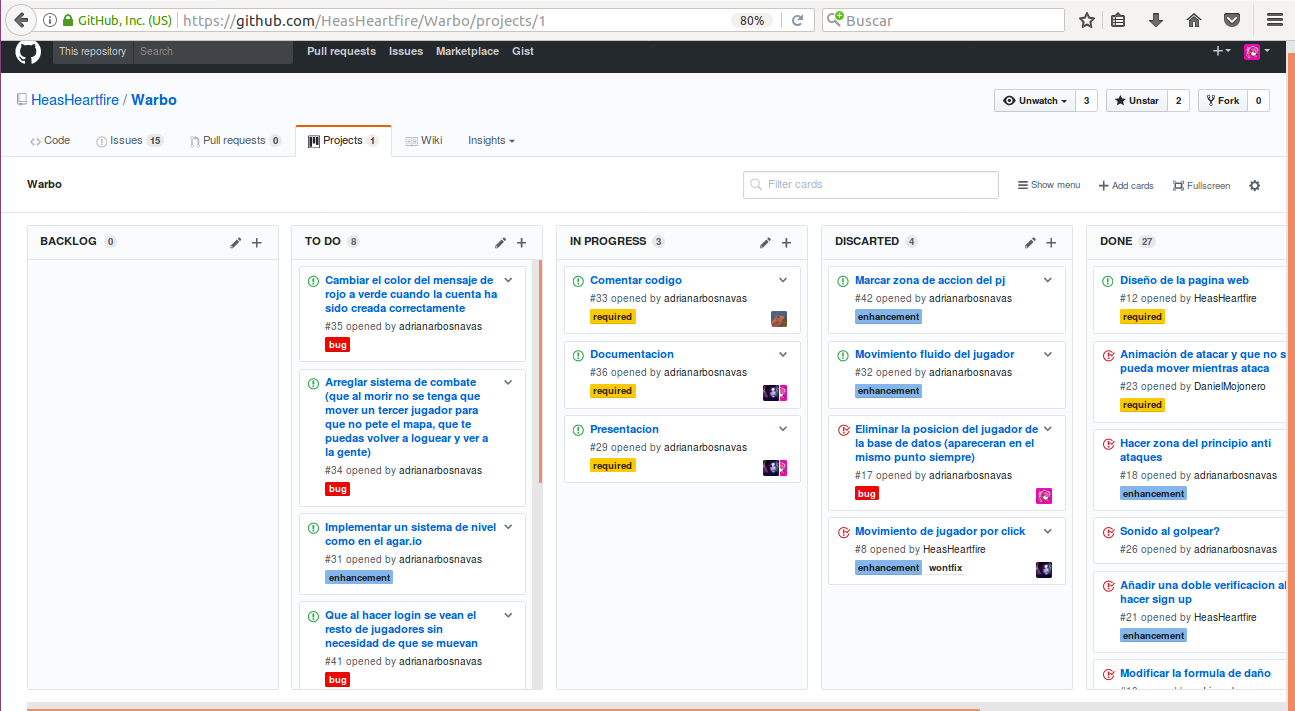 GitHub, Inc. (US) https://github.com/HeasHeartfire/Warbo/projects/1 80% Buscar
This repository Search Pull requests Issues Marketplace Gist
HeasHeartfire / Warbo Unwatch 3 Unstar 2 Fork 0
Code Issues 15 Pull requests 0 Projects 1 Wiki Insights
Warbo Filter cards Show menu Add cards Fullscreen
BACKLOG 0
TO DO 8
Cambiar el color del mensaje de
rojo a verde cuando la cuenta ha
sido creada correctamente
#35 opened by adrianarbosnavas
bug
Arreglar sistema de combate
(que al morir no se tenga que
mover un tercer jugador para
que no pete el mapa, que te
puedas volver a loguear y ver a
la gente)
#34 opened by adrianarbosnavas
bug
Implementar un sistema de nivel
como en el agar.io
#31 opened by adrianarbosnavas
enhancement
Que al hacer login se vean el
resto de jugadores sin
necesidad de que se muevan
#41 opened by adrianarbosnavas
bug
IN PROGRESS 3
Comentar codigo
#33 opened by adrianarbosnavas
required
Documentacion
#36 opened by adrianarbosnavas
required
Presentacion
#29 opened by adrianarbosnavas
required
DISCARTED 4
Marcar zona de accion del pj
#42 opened by adrianarbosnavas
enhancement
Movimiento fluido del jugador
#32 opened by adrianarbosnavas
enhancement
Eliminar la posicion del jugador de
la base de datos (apareceran en el
mismo punto siempre)
#17 opened by adrianarbosnavas
bug
Movimiento de jugador por click
#8 opened by HeasHeartfire
enhancement wontfix
DONE 27
Diseño de la pagina web
#12 opened by HeasHeartfire
required
Animación de atacar y que no s
pueda mover mientras ataca
#23 opened by DanielMojonero
required
Hacer zona del principio anti
ataques
#18 opened by adrianarbosnavas
enhancement
Sonido al golpear?
#26 opened by adrianarbosnavas
Añadir una doble verificacion al
hacer sign up
#21 opened by HeasHeartfire
enhancement
Modificar la formula de daño